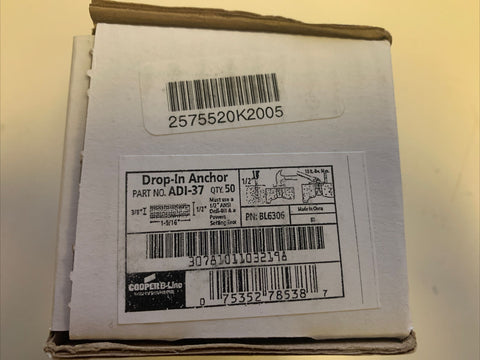 2575520K2005
Drop-In Anchor
PART NO. ADI-37 QTY. 50
3/8"
1/2"
1-9/16"
Must use a
1/2" ANSI
Drill-Bit & a
Powers
Setting Tool
1/2"
PN: BL6306
Made in China
COOPER B-Line
0 75352 78538 7